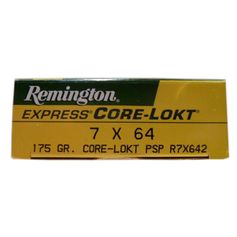 Remington
EXPRESS CORE-LOKT
7 X 64
175 GR. CORE-LOKT PSP R7X642